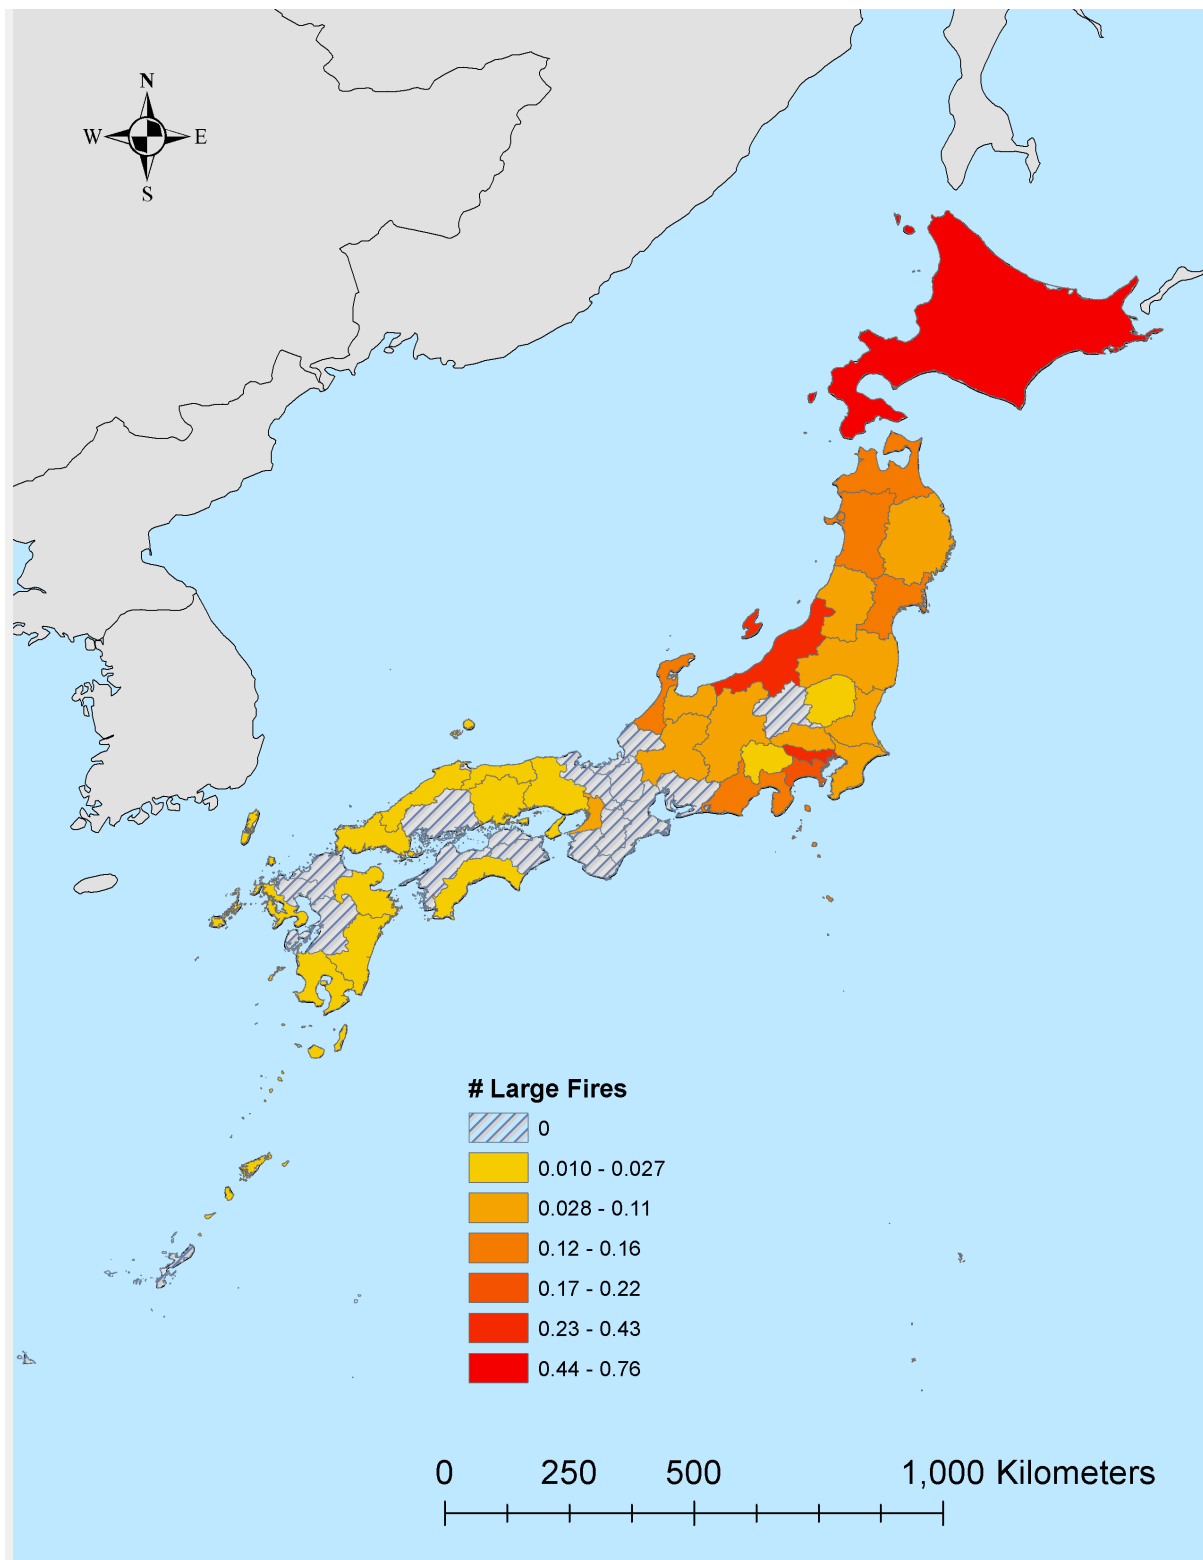 N
W E
S
# Large Fires
0
0.010 - 0.027
0.028 - 0.11
0.12 - 0.16
0.17 - 0.22
0.23 - 0.43
0.44 - 0.76
0 250 500 1,000 Kilometers